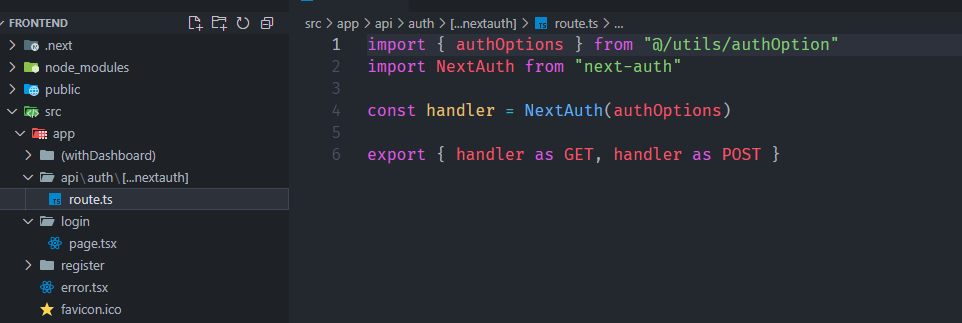 FRONTEND
.next
node_modules
public
src
app
(withDashboard)
api\auth\[...nextauth]
TS route.ts
login
page.tsx
register
error.tsx
favicon.ico
src > app > api > auth > [...nextauth] > TS route.ts > ...
1 import { authOptions } from "@/utils/authOption"
2 import NextAuth from "next-auth"
3
4 const handler = NextAuth(authOptions)
5
6 export { handler as GET, handler as POST }